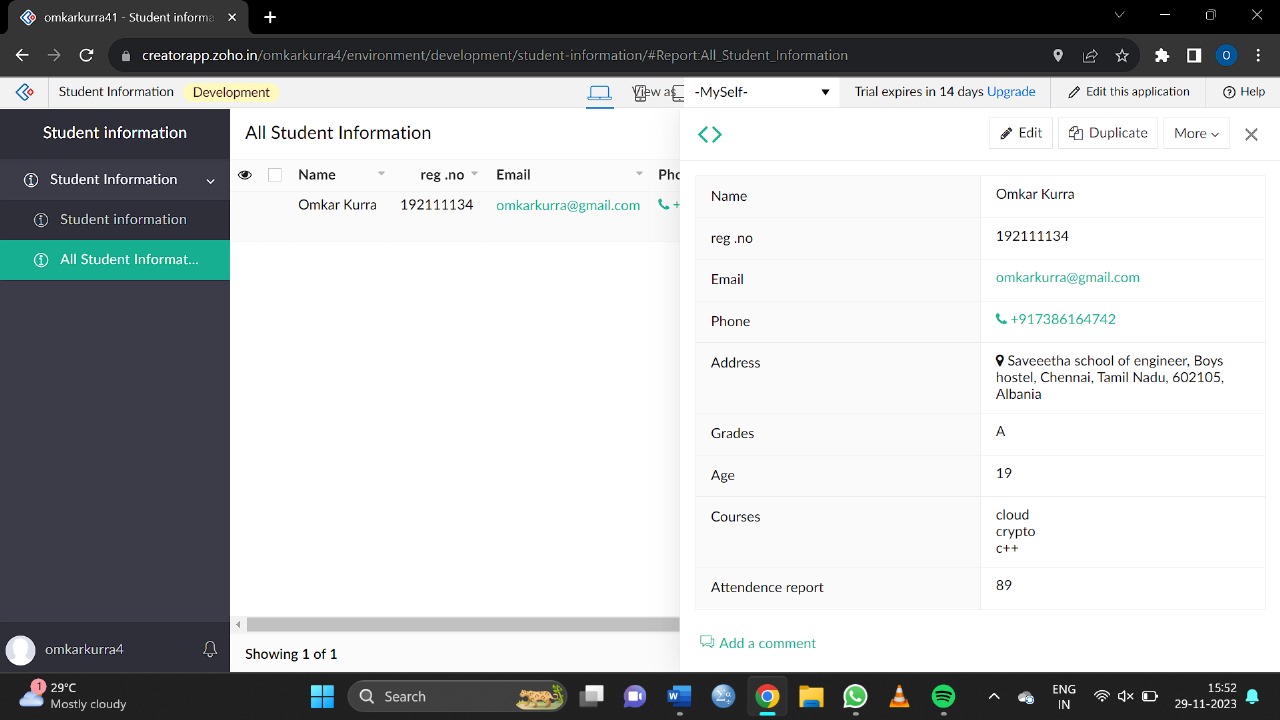 omkarkurra41 - Student informa
creatorapp.zoho.in/omkarkurra4/environment/development/student-information/#Report:All_Student_Information
O
Student Information Development
View as -MySelf-
Trial expires in 14 days Upgrade
Edit this application
Help
Student information
Student Information
Student information
All Student Informat...
omkarkurra4
All Student Information
Name reg .no Email Pho
Omkar Kurra 192111134 omkarkurra@gmail.com +
Showing 1 of 1
Edit Duplicate More
Name Omkar Kurra
reg .no 192111134
Email omkarkurra@gmail.com
Phone +917386164742
Address Saveeetha school of engineer, Boys
hostel, Chennai, Tamil Nadu, 602105,
Albania
Grades A
Age 19
Courses cloud
crypto
c++
Attendence report 89
Add a comment
1
29°C
Mostly cloudy
Search
ENG
IN
15:52
29-11-2023